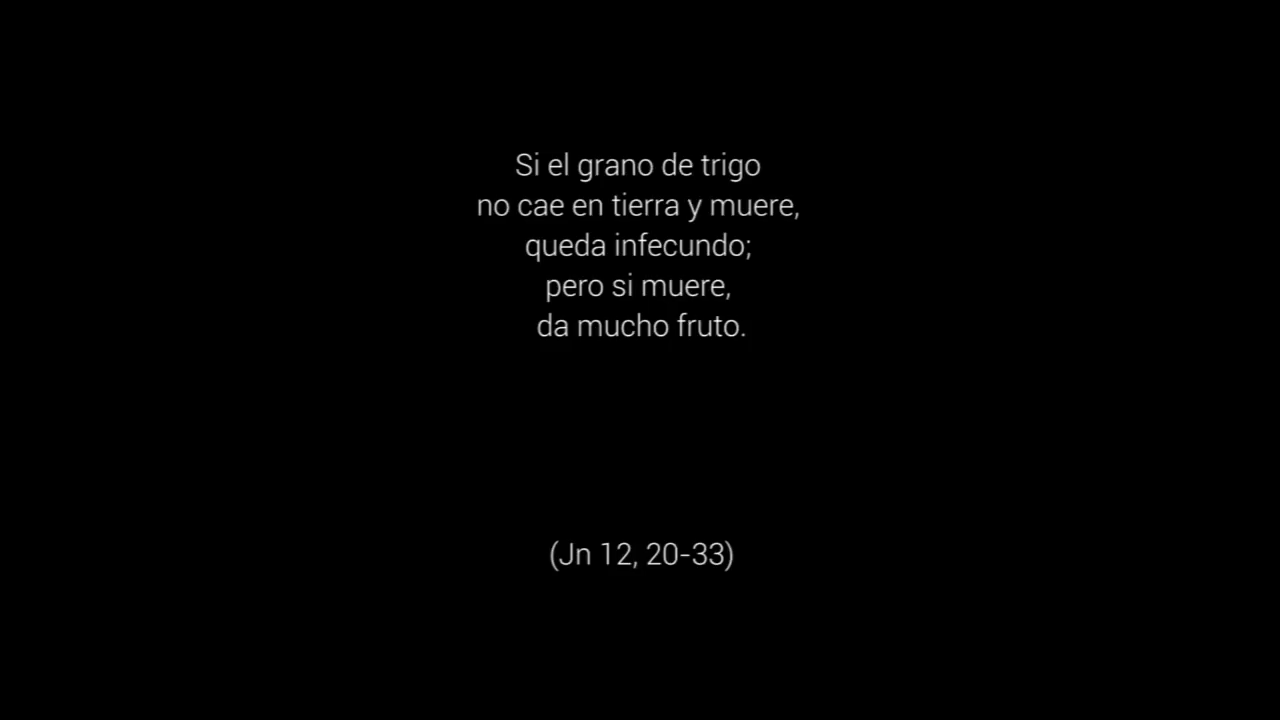 Si el grano de trigo
no cae en tierra y muere,
queda infecundo;
pero si muere,
da mucho fruto.
(Jn 12, 20-33)